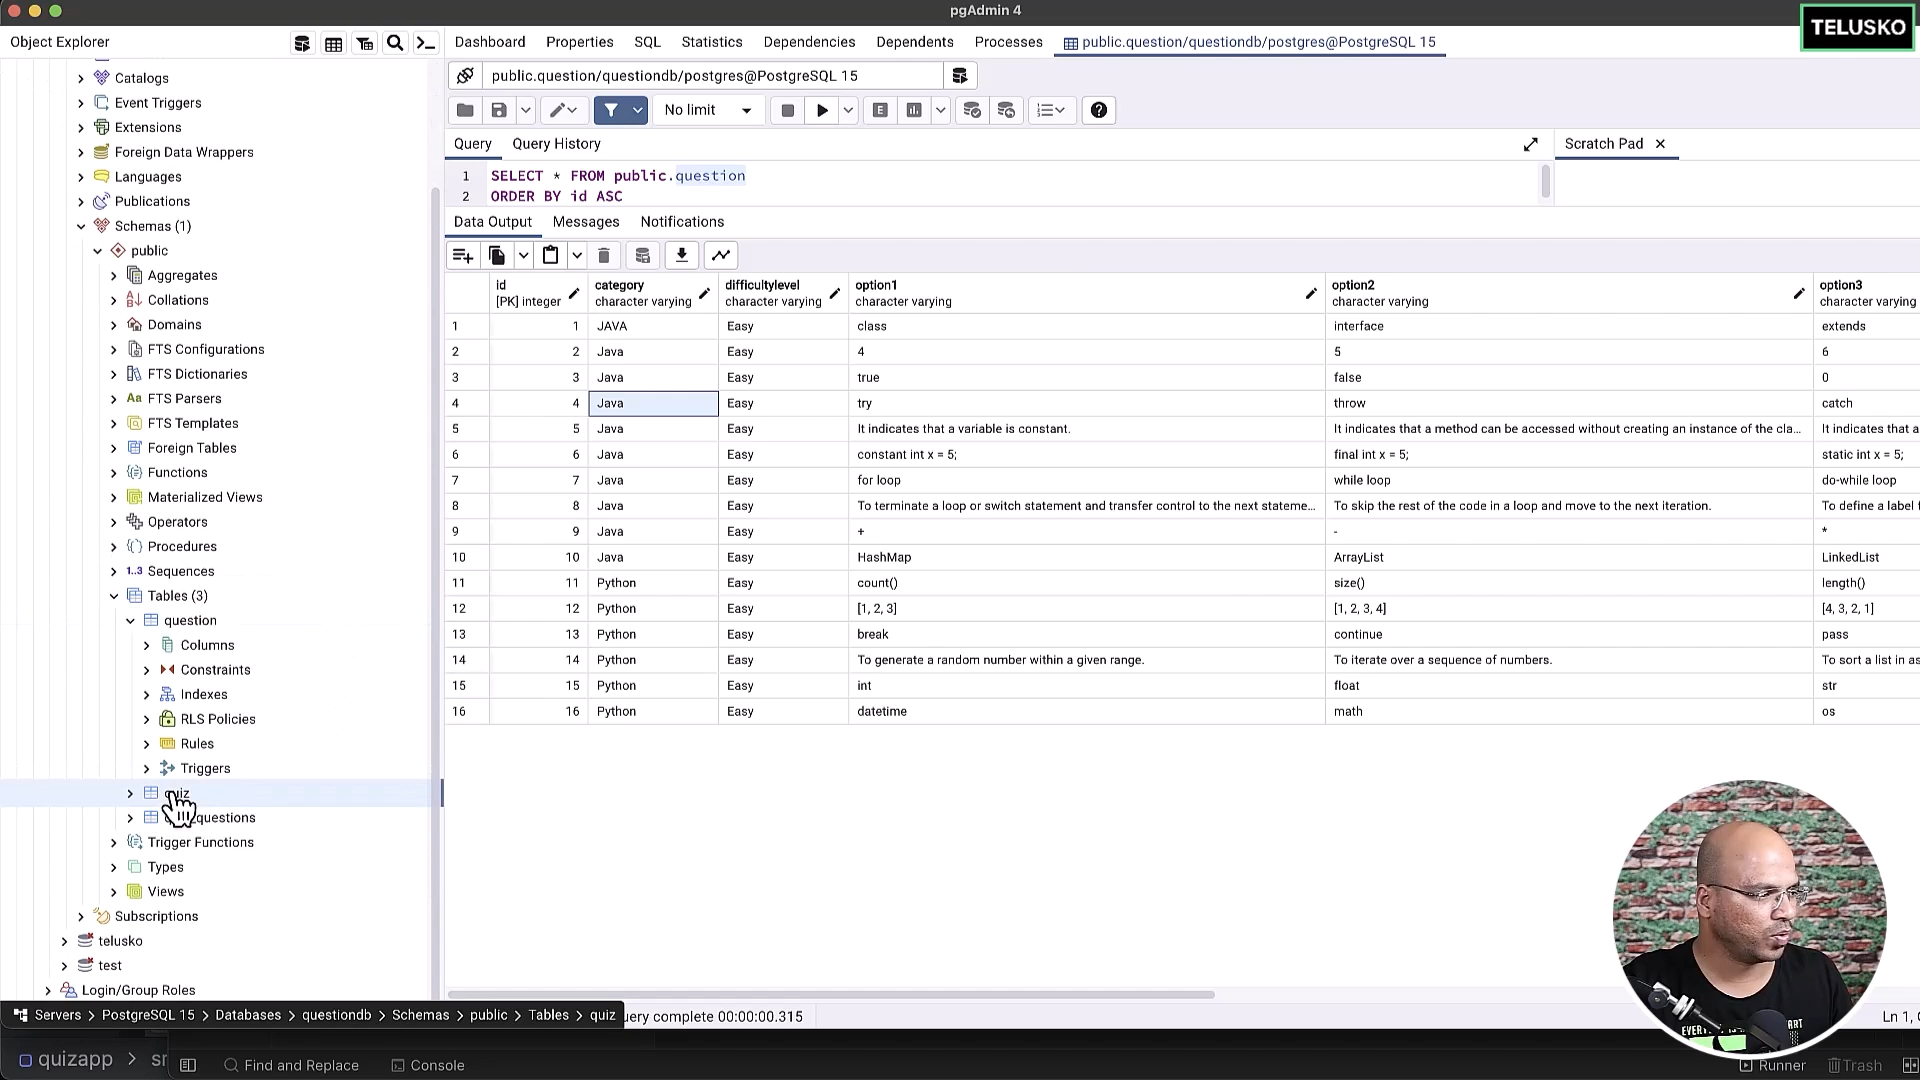 pgAdmin 4
TELUSKO
Object Explorer
Dashboard Properties SQL Statistics Dependencies Dependents Processes public.question/questiondb/postgres@PostgreSQL 15
public.question/questiondb/postgres@PostgreSQL 15
No limit
Query Query History
Scratch Pad
1 SELECT * FROM public.question
2 ORDER BY id ASC
Data Output Messages Notifications
Catalogs
Event Triggers
Extensions
Foreign Data Wrappers
Languages
Publications
Schemas (1)
public
Aggregates
Collations
Domains
FTS Configurations
FTS Dictionaries
Aa FTS Parsers
FTS Templates
Foreign Tables
Functions
Materialized Views
Operators
Procedures
1..3 Sequences
Tables (3)
question
Columns
Constraints
Indexes
RLS Policies
Rules
Triggers
questions
Trigger Functions
Types
Views
Subscriptions
telusko
test
Login/Group Roles
id category difficultylevel option1 option2 option3
[PK] integer character varying character varying character varying character varying character varying
1 1 JAVA Easy class interface extends
2 2 Java Easy 4 5 6
3 3 Java Easy true false 0
4 4 Java Easy try throw catch
5 5 Java Easy It indicates that a variable is constant. It indicates that a method can be accessed without creating an instance of the cla... It indicates that a
6 6 Java Easy constant int x = 5; final int x = 5; static int x = 5;
7 7 Java Easy for loop while loop do-while loop
8 8 Java Easy To terminate a loop or switch statement and transfer control to the next stateme... To skip the rest of the code in a loop and move to the next iteration. To define a label
9 9 Java Easy + - *
10 10 Java Easy HashMap ArrayList LinkedList
11 11 Python Easy count() size() length()
12 12 Python Easy [1, 2, 3] [1, 2, 3, 4] [4, 3, 2, 1]
13 13 Python Easy break continue pass
14 14 Python Easy To generate a random number within a given range. To iterate over a sequence of numbers. To sort a list in as
15 15 Python Easy int float str
16 16 Python Easy datetime math os
Servers > PostgreSQL 15 > Databases > questiondb > Schemas > public > Tables > quiz
uery complete 00:00:00.315
Ln 1,
quizapp > sr
Find and Replace Console
Runner Trash